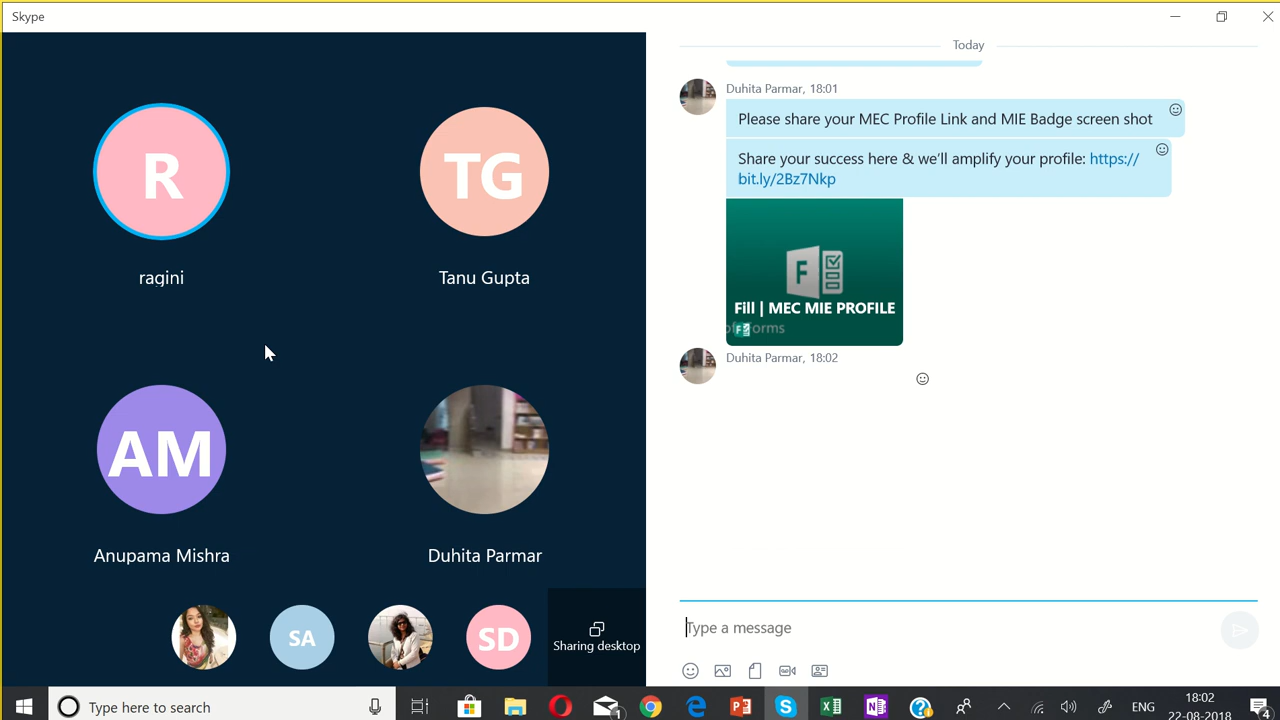 Skype
Today
Duhita Parmar, 18:01
Please share your MEC Profile Link and MIE Badge screen shot
Share your success here & we'll amplify your profile: https://
bit.ly/2Bz7Nkp
F
Fill | MEC MIE PROFILE
Forms
Duhita Parmar, 18:02
R
ragini
TG
Tanu Gupta
AM
Anupama Mishra
Duhita Parmar
SA
SD
Sharing desktop
Type a message
Type here to search
1
ENG
18:02
22-08-2018
4